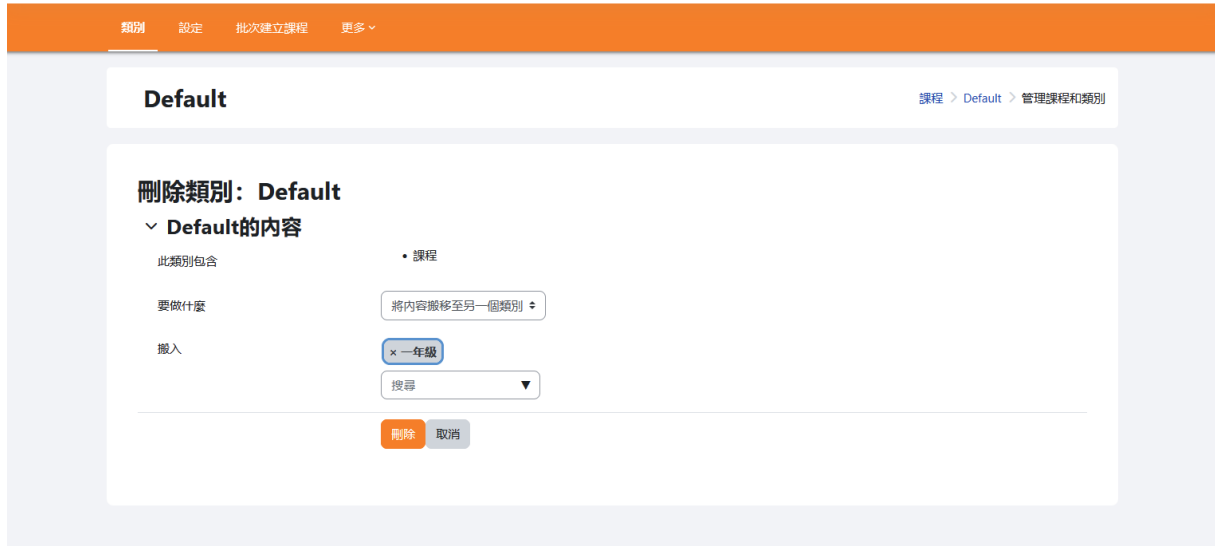 類別 設定 批次建立課程 更多
Default 課程 > Default > 管理課程和類別
刪除類別：Default
Default的內容
此類別包含 • 課程
要做什麼 將內容搬移至另一個類別
搬入 × 一年級
搜尋 ▼
刪除 取消